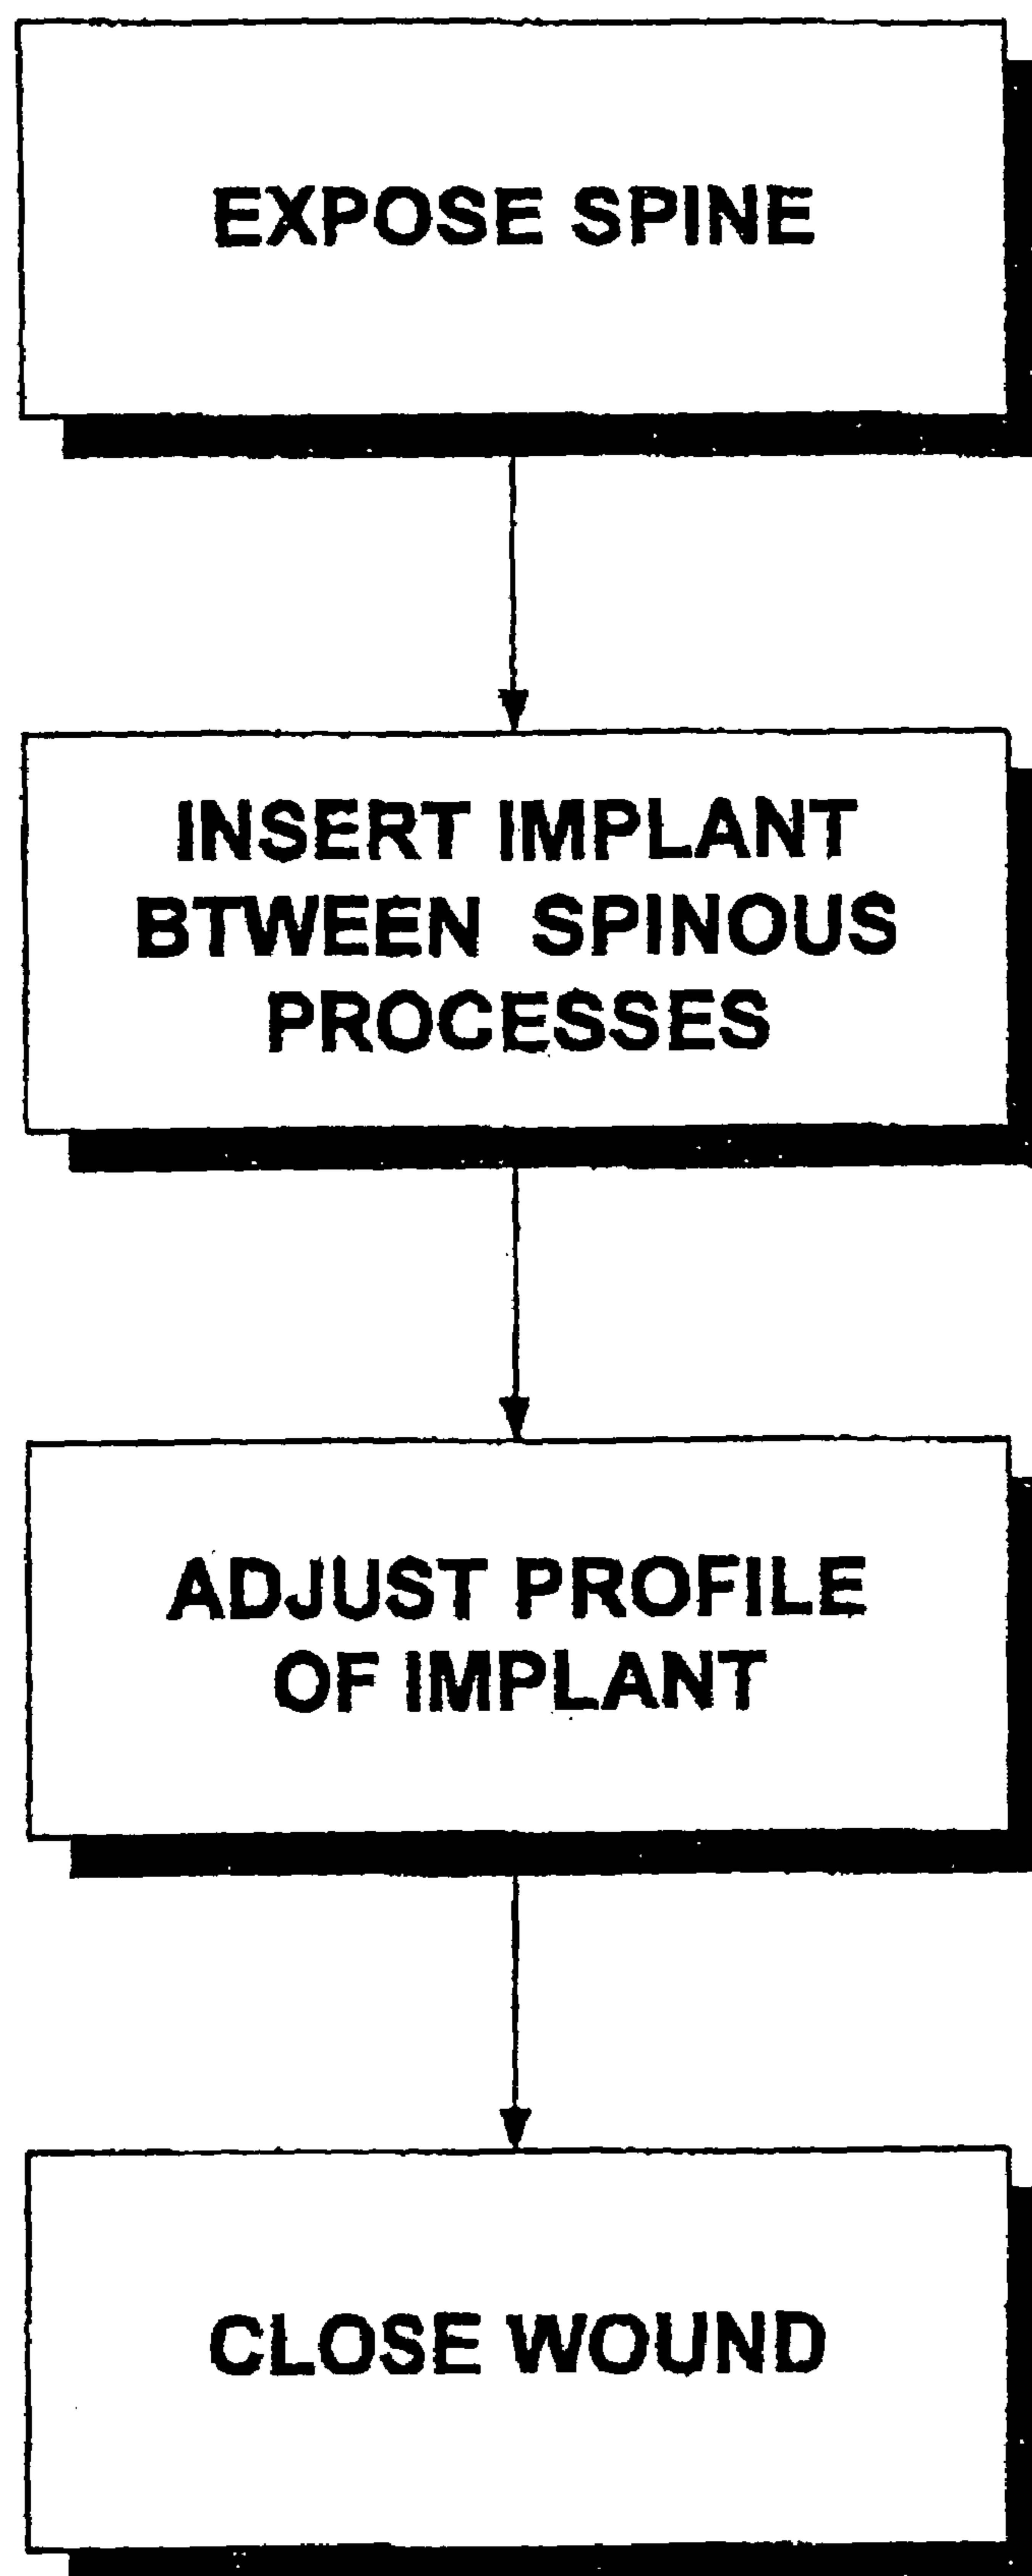 EXPOSE SPINE
INSERT IMPLANT
BTWEEN SPINOUS
PROCESSES
ADJUST PROFILE
OF IMPLANT
CLOSE WOUND